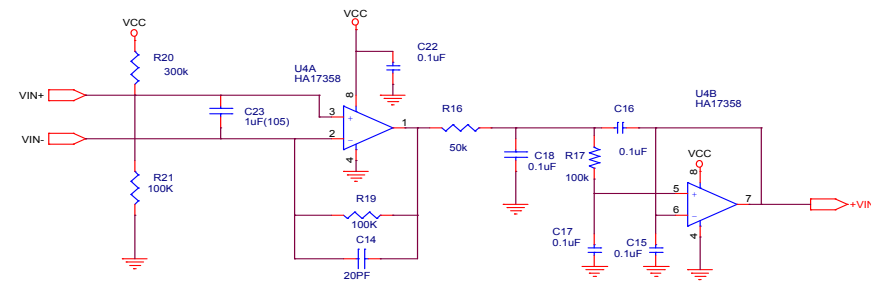 VCC
VCC
R20
300k
U4A
HA17358
C22
0.1uF
U4B
HA17358
VIN+
C23
1uF(105)
8
3
+
1
R16
50k
C16
0.1uF
VIN-
2
−
4
C18
0.1uF
R17
100k
VCC
8
R21
100K
5
+
7
6
−
+VIN
4
R19
100K
C14
20PF
C17
0.1uF
C15
0.1uF